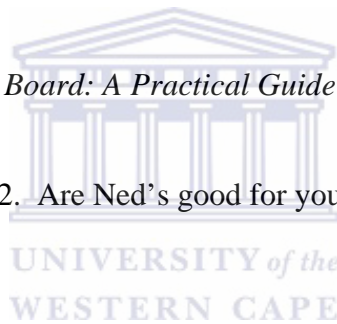 Board: A Practical Guide
2. Are Ned's good for you
UNIVERSITY of the
WESTERN CAPE